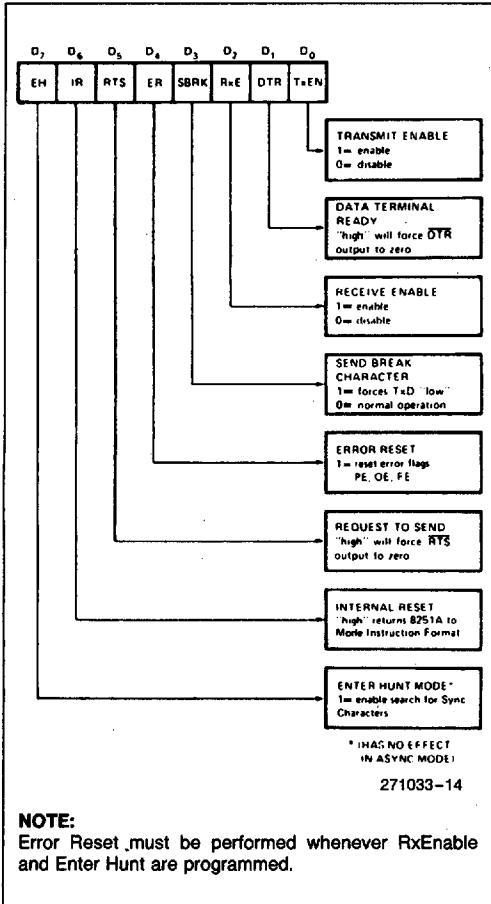 D7 D6 D5 D4 D3 D2 D1 D0
EH IR RTS ER SBRK RxE DTR TxEN
TRANSMIT ENABLE
1= enable
0= disable
DATA TERMINAL
READY
"high" will force DTR
output to zero
RECEIVE ENABLE
1= enable
0= disable
SEND BREAK
CHARACTER
1= forces TxD "low"
0= normal operation
ERROR RESET
1= reset error flags
PE, OE, FE
REQUEST TO SEND
"high" will force RTS
output to zero
INTERNAL RESET
"high" returns 8251A to
Mode Instruction Format
ENTER HUNT MODE*
1= enable search for Sync
Characters
* (HAS NO EFFECT
IN ASYNC MODE)
271033-14
NOTE:
Error Reset must be performed whenever RxEnable
and Enter Hunt are programmed.